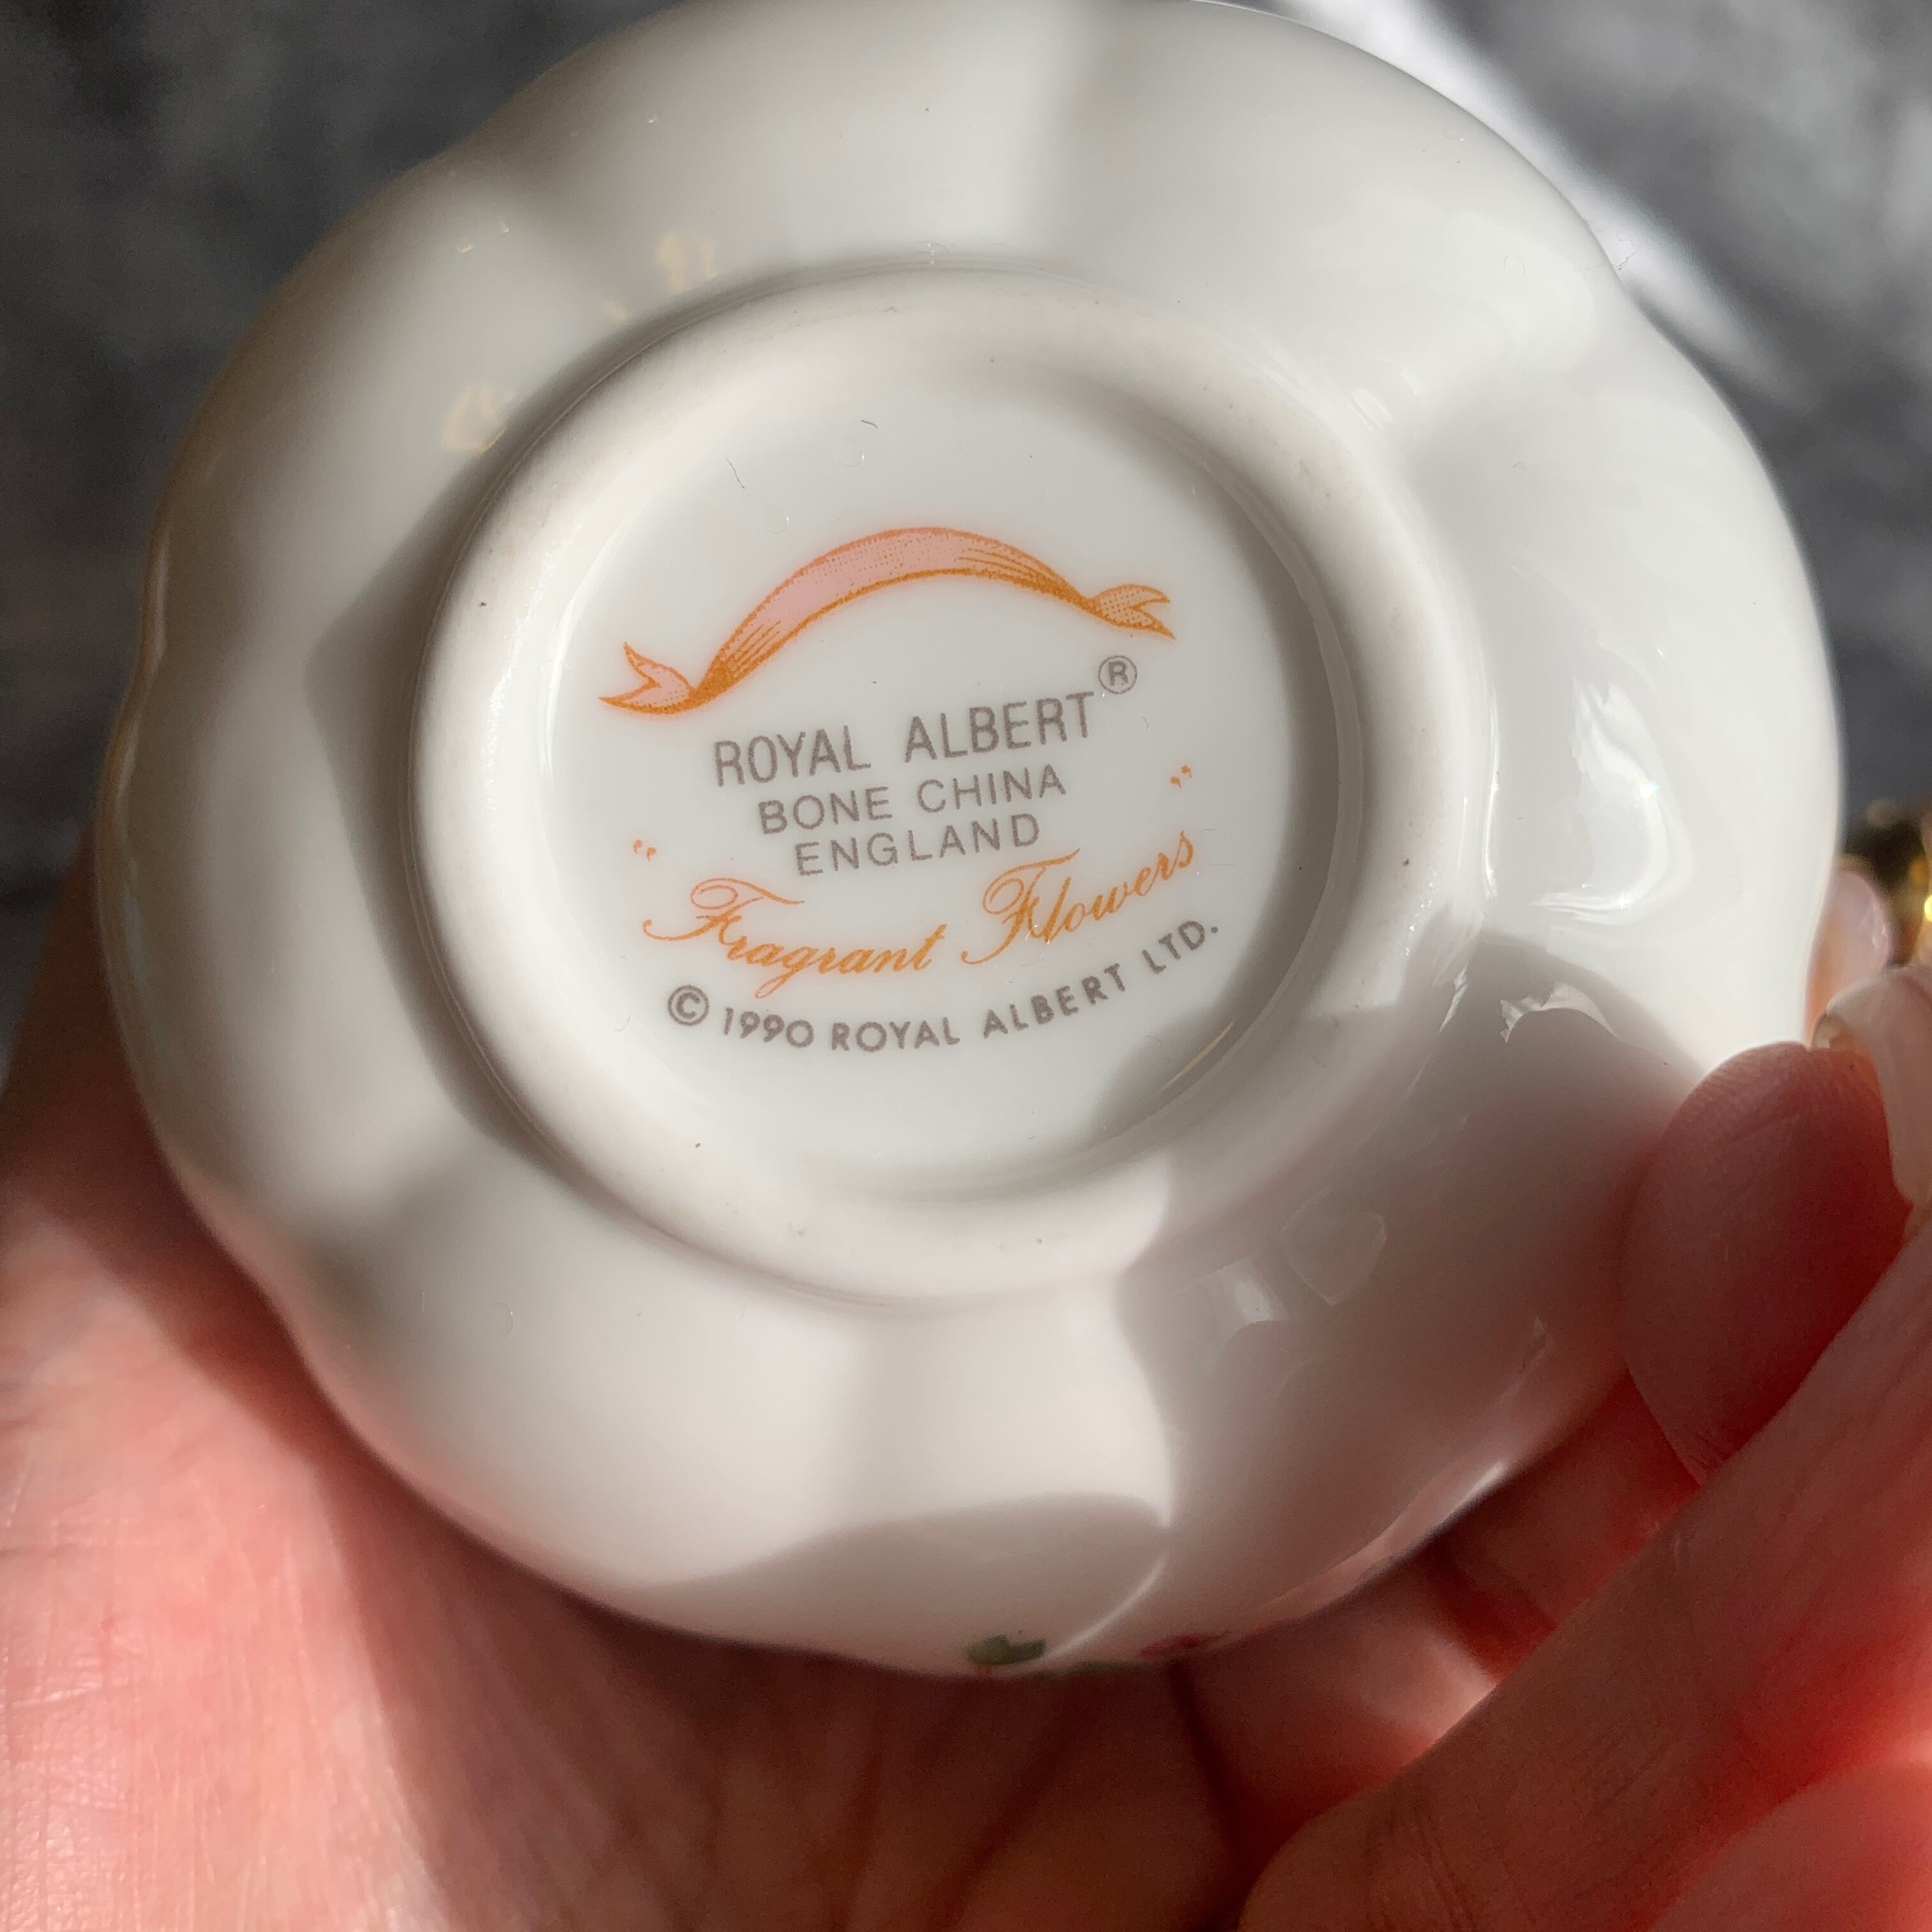 ROYAL ALBERT®
BONE CHINA
ENGLAND
"Fragrant Flowers"
© 1990 ROYAL ALBERT LTD.